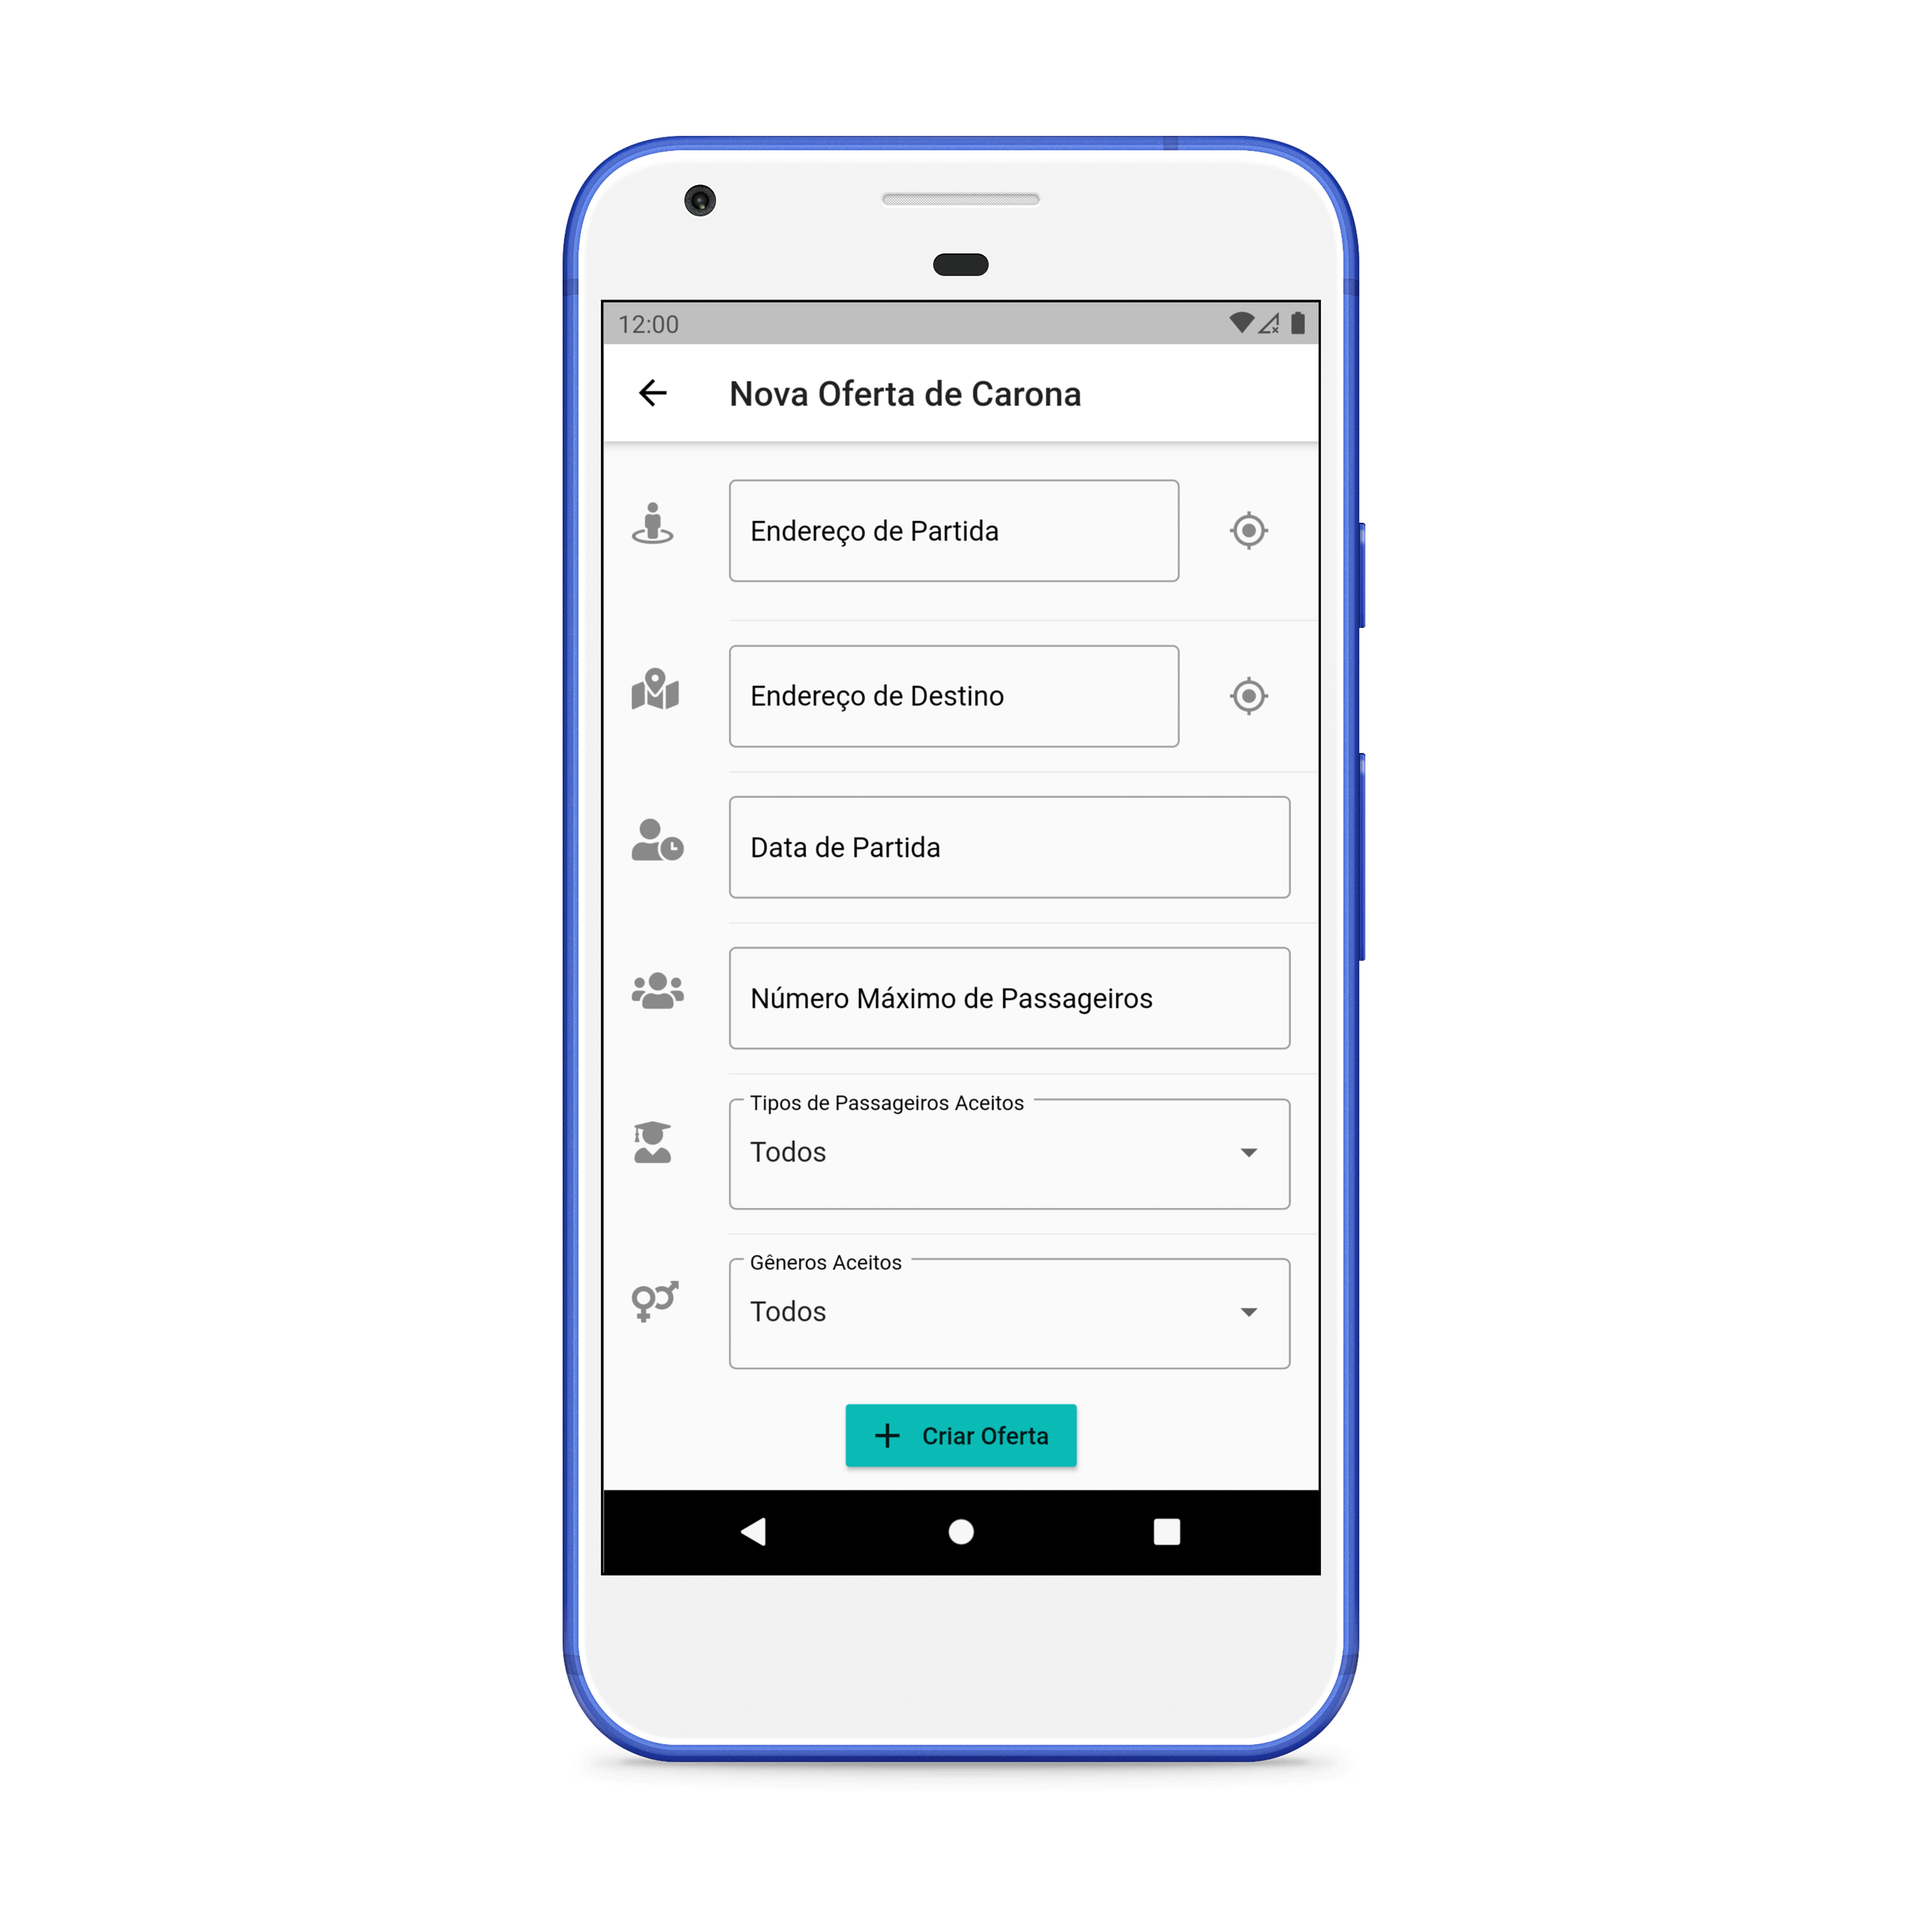 12:00
Nova Oferta de Carona
Endereço de Partida
Endereço de Destino
Data de Partida
Número Máximo de Passageiros
Tipos de Passageiros Aceitos
Todos
Gêneros Aceitos
Todos
Criar Oferta